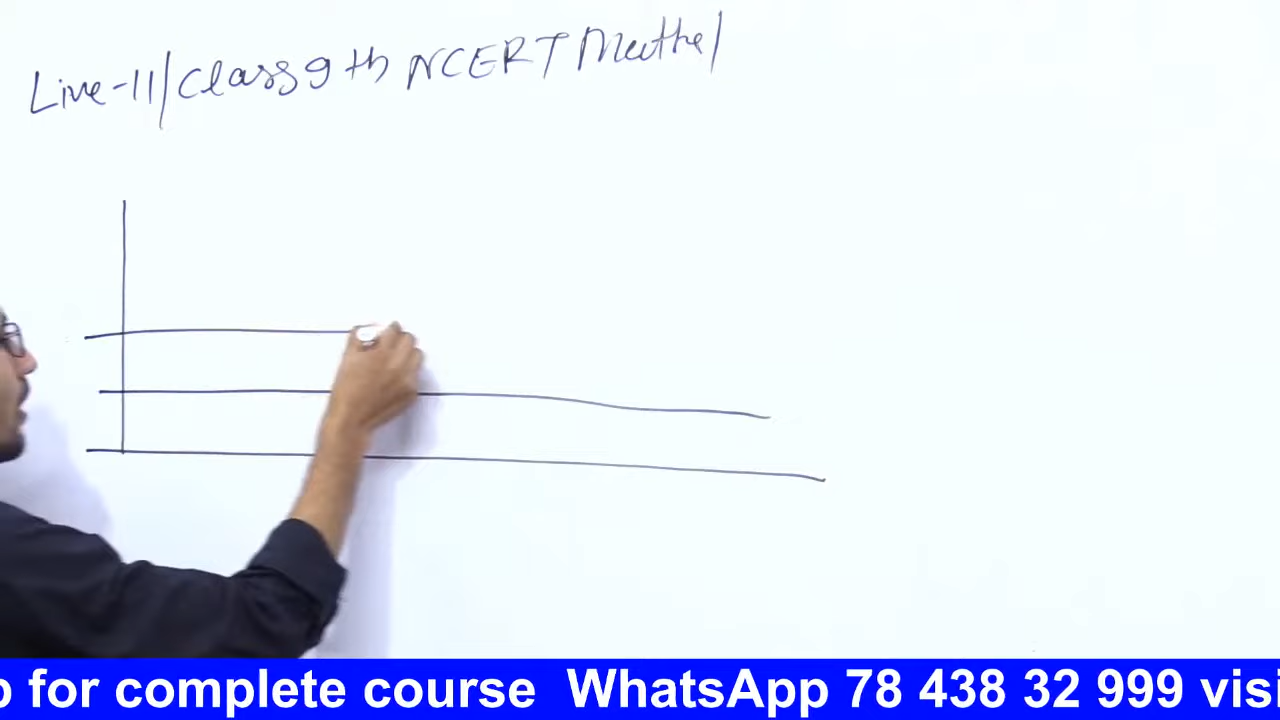 Live-11/Class 9th NCERT Maths/
p for complete course WhatsApp 78 438 32 999 visi